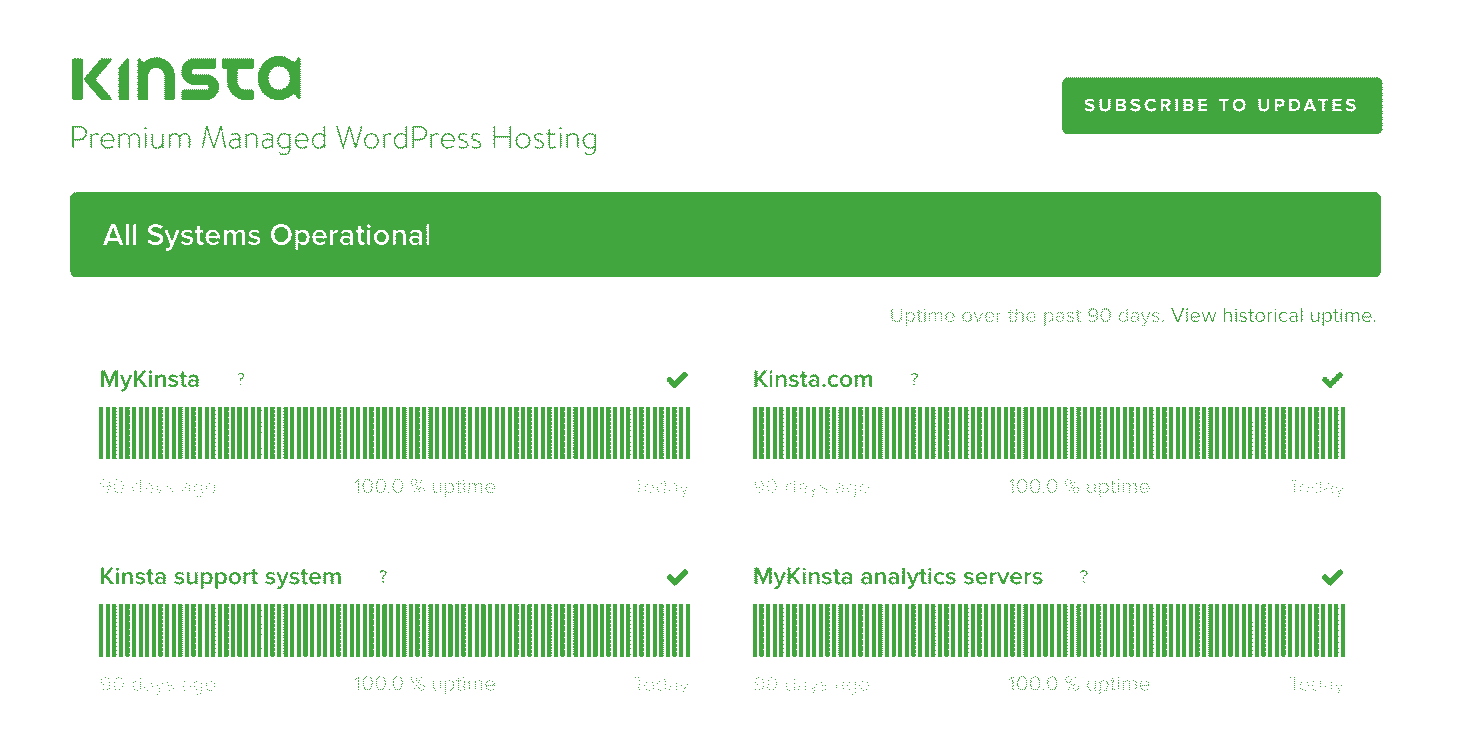 Kinsta
Premium Managed WordPress Hosting
SUBSCRIBE TO UPDATES
All Systems Operational
Uptime over the past 90 days. View historical uptime.
MyKinsta ?
90 days ago 100.0 % uptime Today
Kinsta.com ?
90 days ago 100.0 % uptime Today
Kinsta support system ?
90 days ago 100.0 % uptime Today
MyKinsta analytics servers ?
90 days ago 100.0 % uptime Today